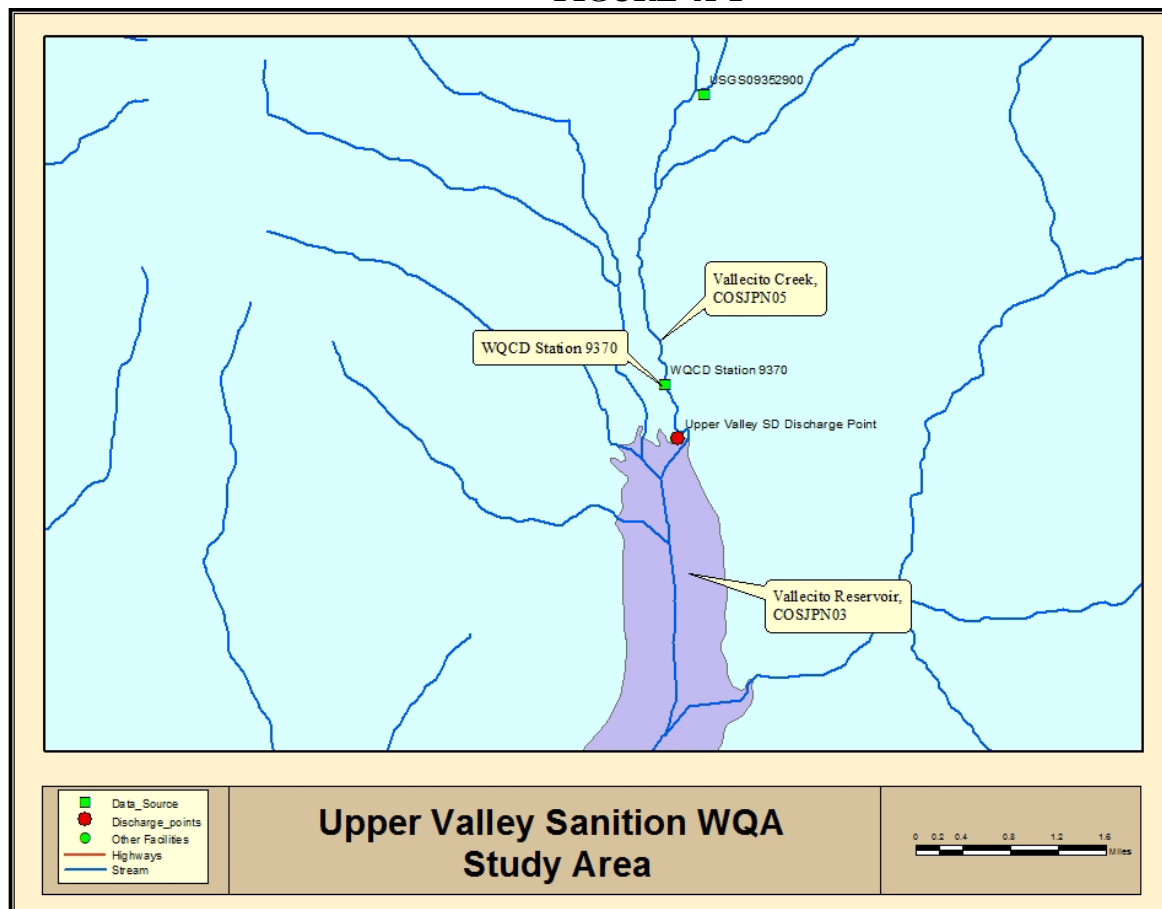 USGS09352900
Vallecito Creek,
COSJPN05
WQCD Station 9370
WQCD Station 9370
Upper Valley SD Discharge Point
Vallecito Reservoir,
COSJPN03
Data_Source
Discharge_points
Other Facilities
Highways
Stream
Upper Valley Sanition WQA
Study Area
0 0.2 0.4 0.8 1.2 1.6
Miles